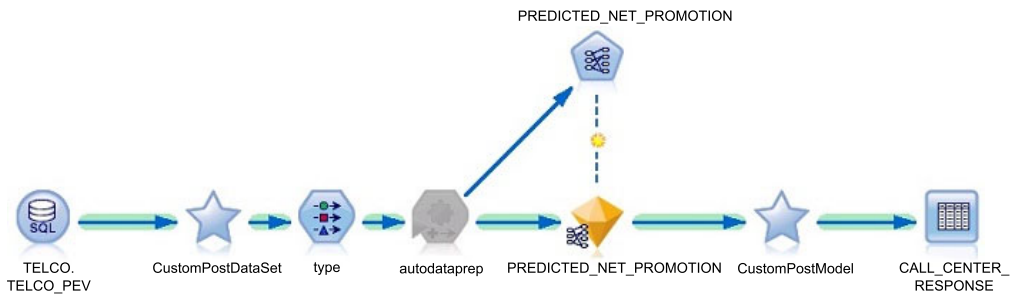 PREDICTED_NET_PROMOTION
SQL
TELCO.
TELCO_PEV
CustomPostDataSet
type
autodataprep
PREDICTED_NET_PROMOTION
CustomPostModel
CALL_CENTER_
RESPONSE